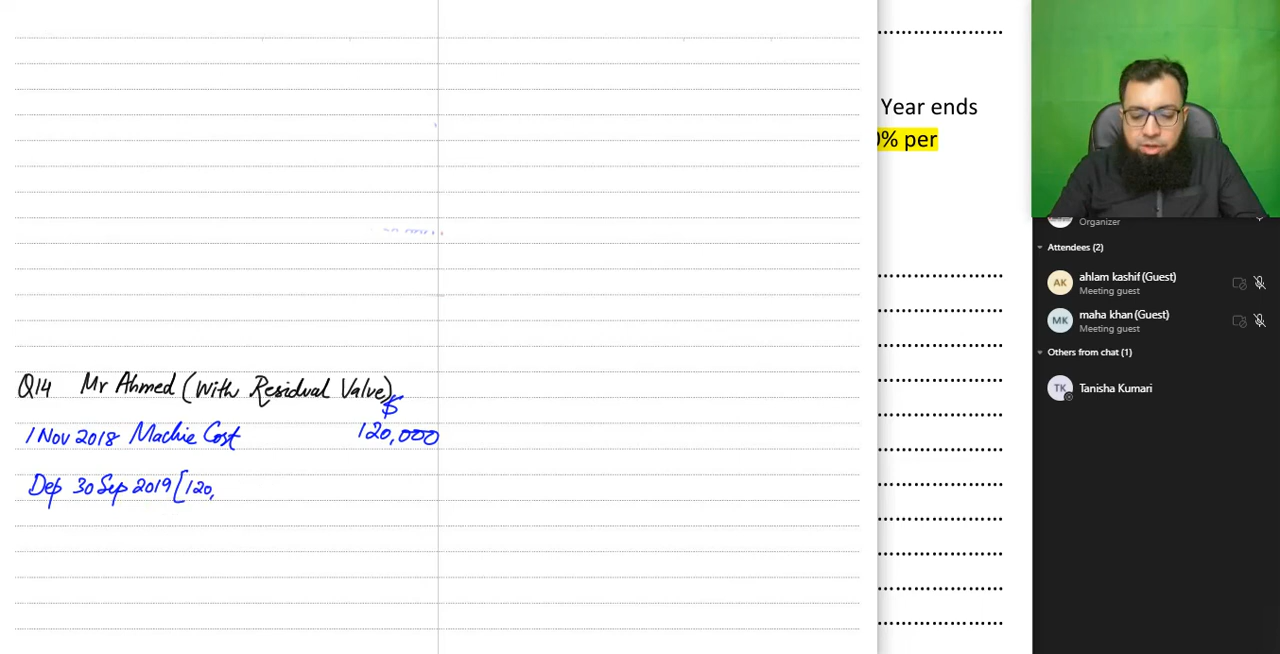 Year ends
0% per
Q14 Mr Ahmed (With Residual Value)
$
1 Nov 2018 Machie Cost 120,000
Dep 30 Sep 2019 [120,
Organizer
Attendees (2)
AK ahlam kashif (Guest)
Meeting guest
MK maha khan (Guest)
Meeting guest
Others from chat (1)
TK Tanisha Kumari